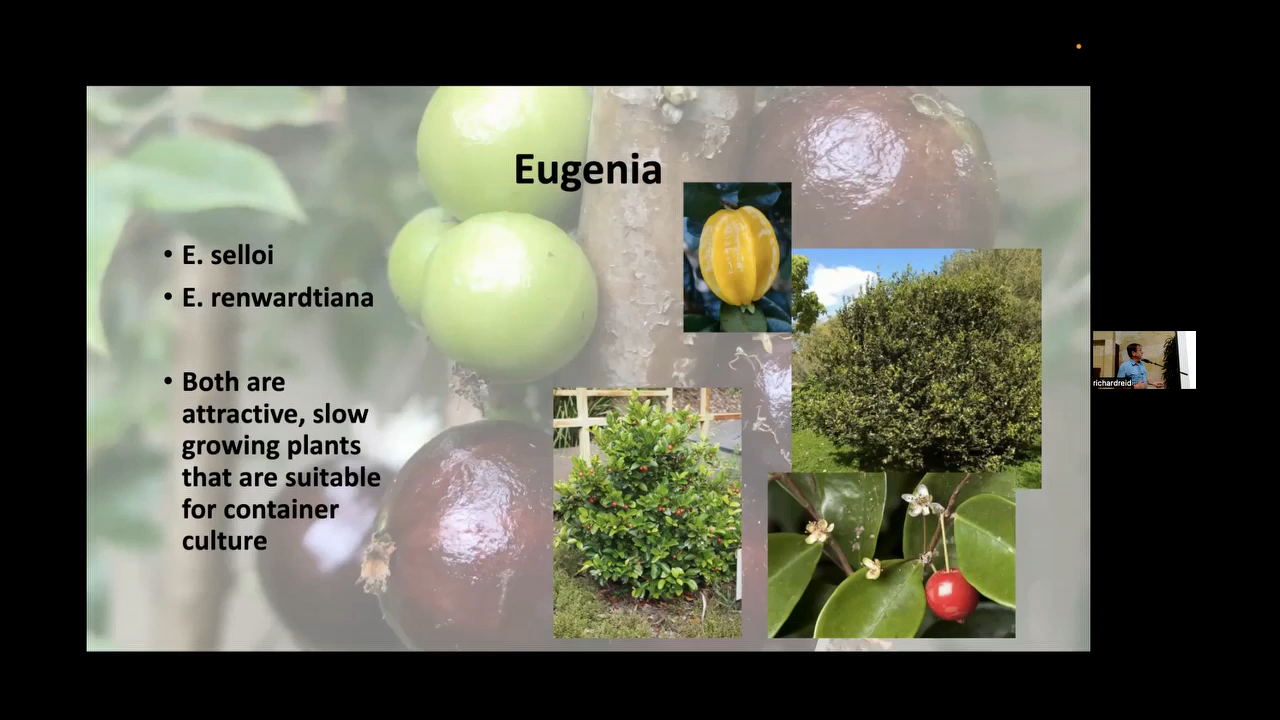 Eugenia
• E. selloi
• E. renwardtiana
• Both are
attractive, slow
growing plants
that are suitable
for container
culture
richardreid